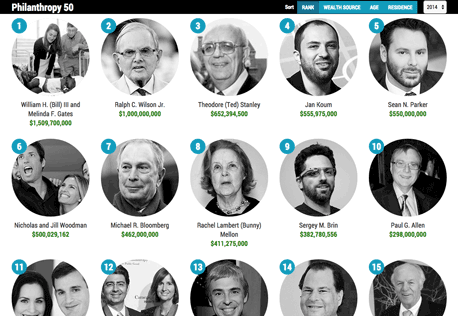 Philanthropy 50
Sort RANK WEALTH SOURCE AGE RESIDENCE 2014
1 2 3 4 5
William H. (Bill) III and Melinda F. Gates
$1,509,700,000
Ralph C. Wilson Jr.
$1,000,000,000
Theodore (Ted) Stanley
$652,394,500
Jan Koum
$555,975,000
Sean N. Parker
$550,000,000
6 7 8 9 10
Nicholas and Jill Woodman
$500,029,162
Michael R. Bloomberg
$462,000,000
Rachel Lambert (Bunny) Mellon
$411,275,000
Sergey M. Brin
$382,780,556
Paul G. Allen
$298,000,000
11 12 13 14 15